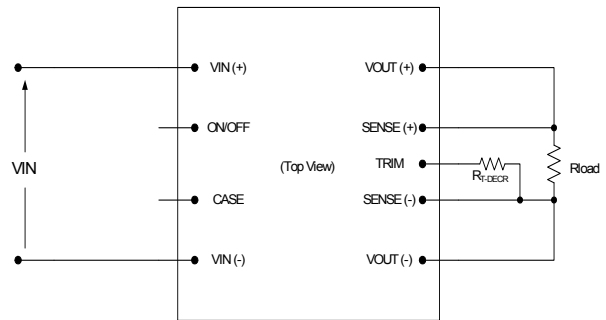 VIN (+)
VOUT (+)
ON/OFF
SENSE (+)
VIN
(Top View)
TRIM
RT-DECR
Rload
CASE
SENSE (-)
VIN (-)
VOUT (-)